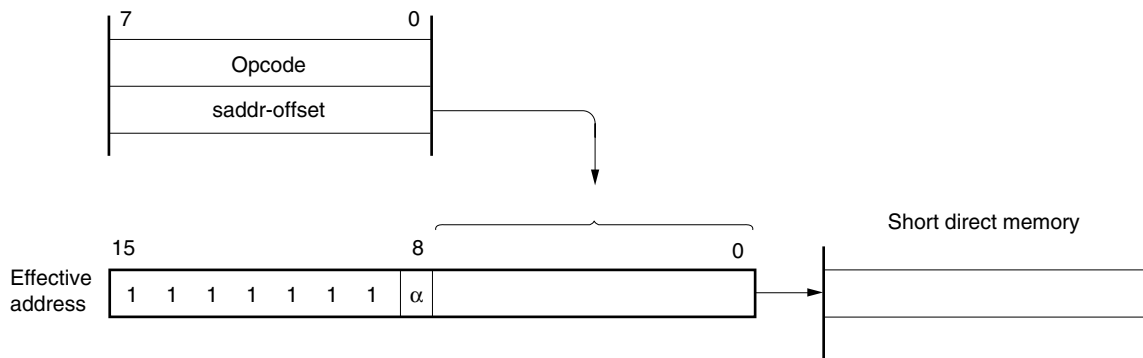 7 0
Opcode
saddr-offset
Short direct memory
15 8 0
Effective
address
1 1 1 1 1 1 1 α